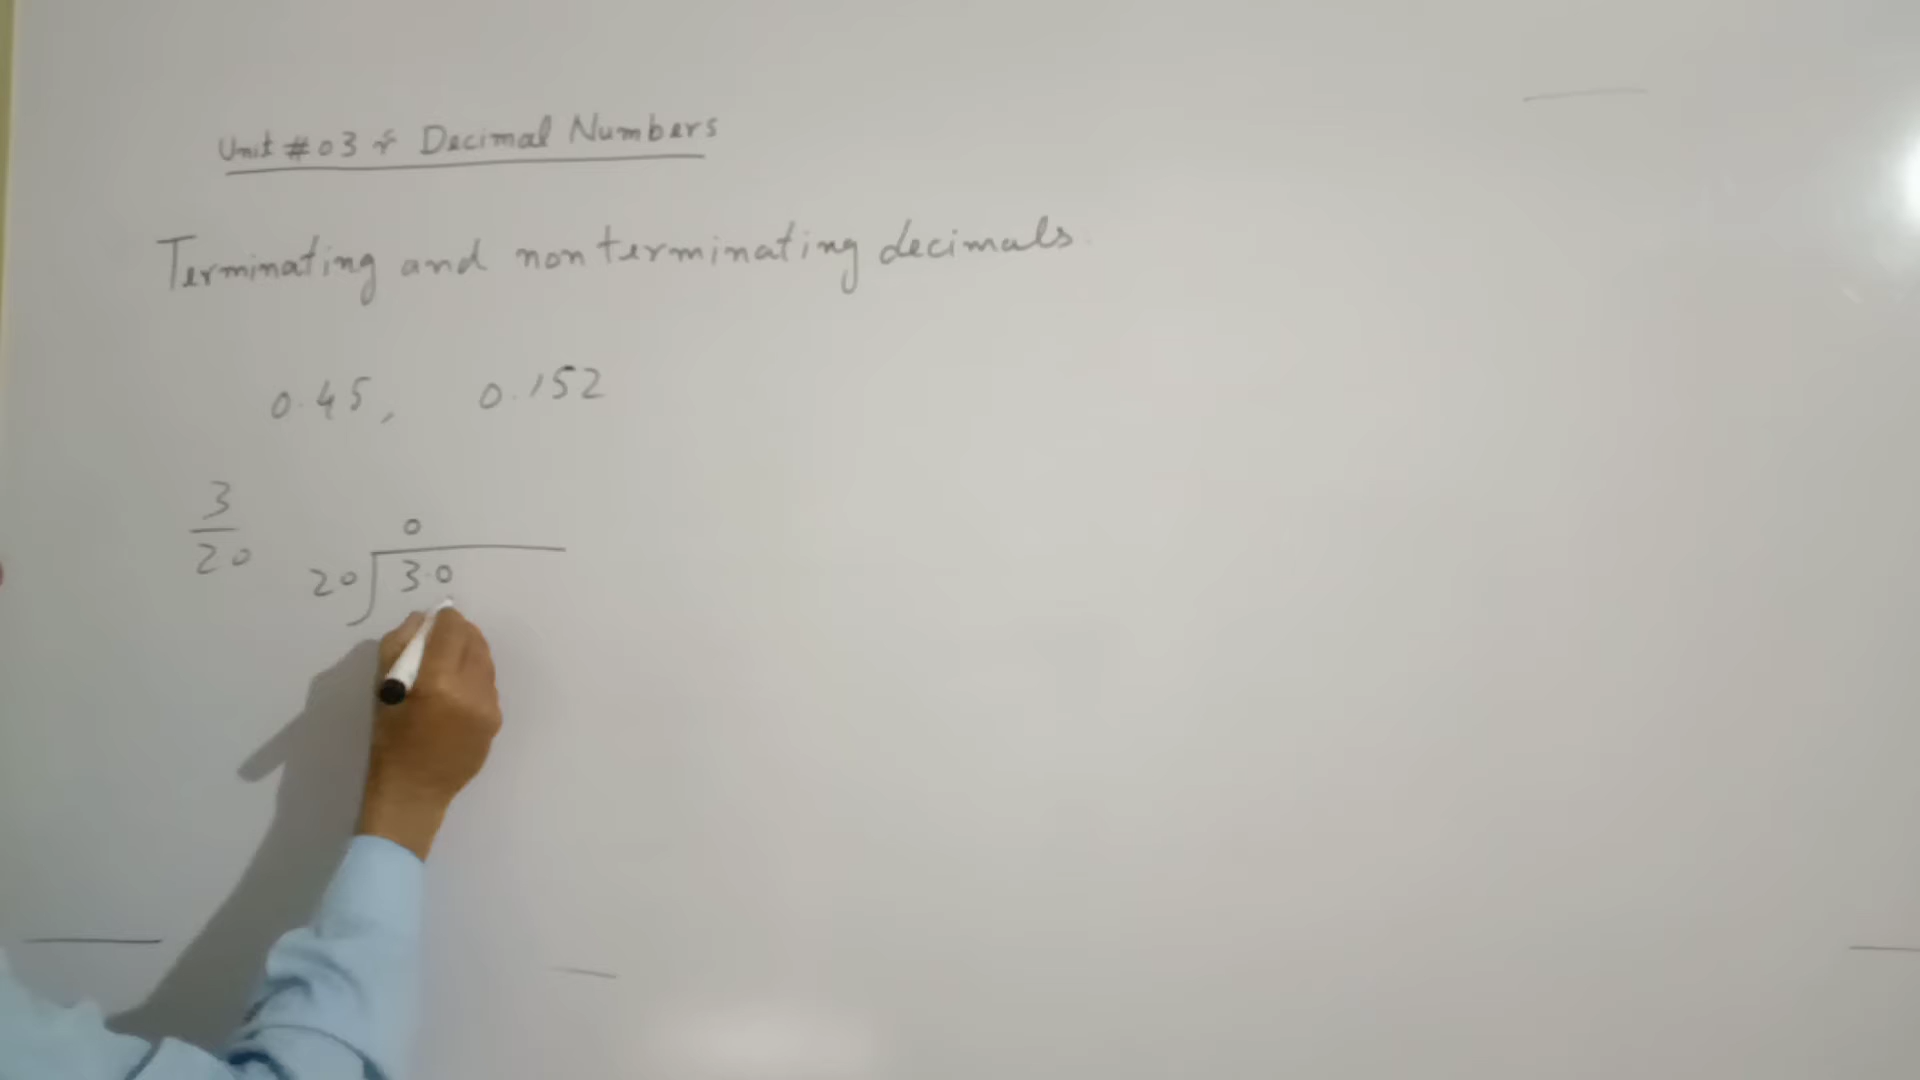 Unit # 03 : Decimal Numbers
Terminating and non terminating decimals
0.45, 0.152
3
20
0
20 3.0